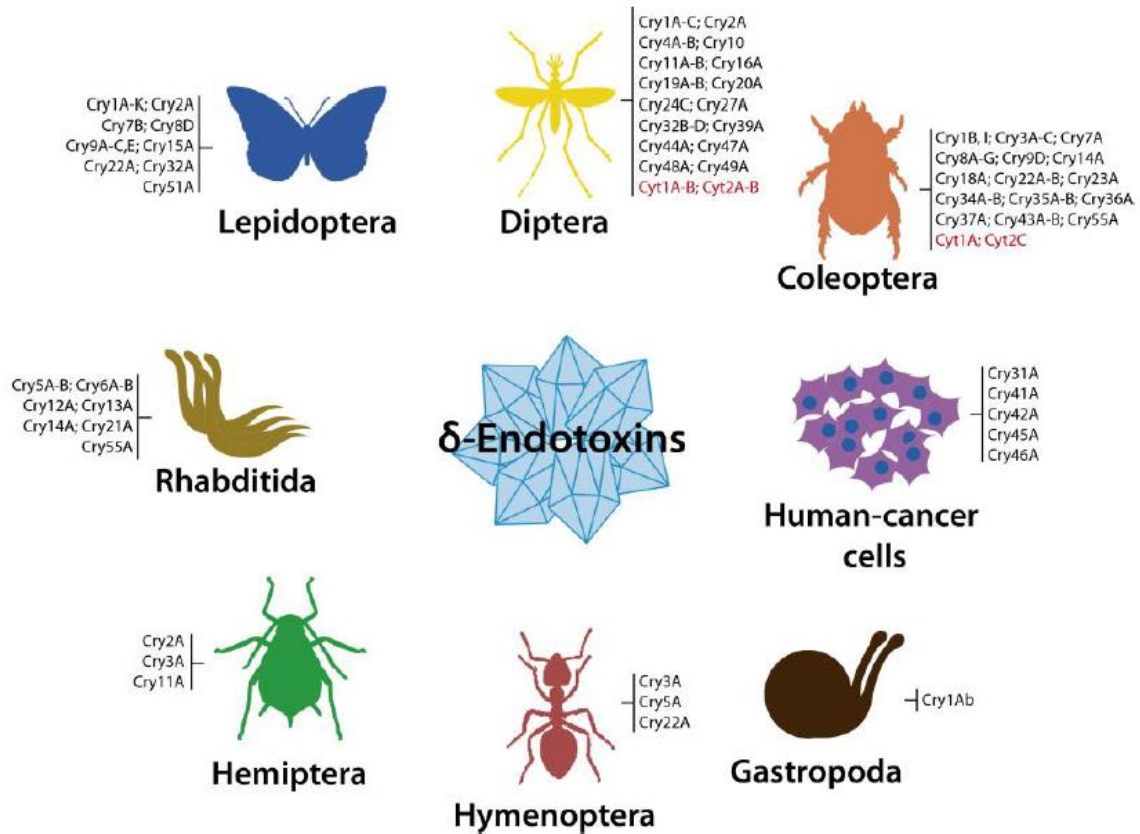 Cry1A-K; Cry2A
Cry7B; Cry8D
Cry9A-C,E; Cry15A
Cry22A; Cry32A
Cry51A
Lepidoptera
Cry1A-C; Cry2A
Cry4A-B; Cry10
Cry11A-B; Cry16A
Cry19A-B; Cry20A
Cry24C; Cry27A
Cry32B-D; Cry39A
Cry44A; Cry47A
Cry48A; Cry49A
Cyt1A-B; Cyt2A-B
Diptera
Cry1B, I; Cry3A-C; Cry7A
Cry8A-G; Cry9D; Cry14A
Cry18A; Cry22A-B; Cry23A
Cry34A-B; Cry35A-B; Cry36A
Cry37A; Cry43A-B; Cry55A
Cyt1A; Cyt2C
Coleoptera
Cry5A-B; Cry6A-B
Cry12A; Cry13A
Cry14A; Cry21A
Cry55A
Rhabditida
δ-Endotoxins
Cry31A
Cry41A
Cry42A
Cry45A
Cry46A
Human-cancer
cells
Cry2A
Cry3A
Cry11A
Hemiptera
Cry3A
Cry5A
Cry22A
Hymenoptera
Cry1Ab
Gastropoda